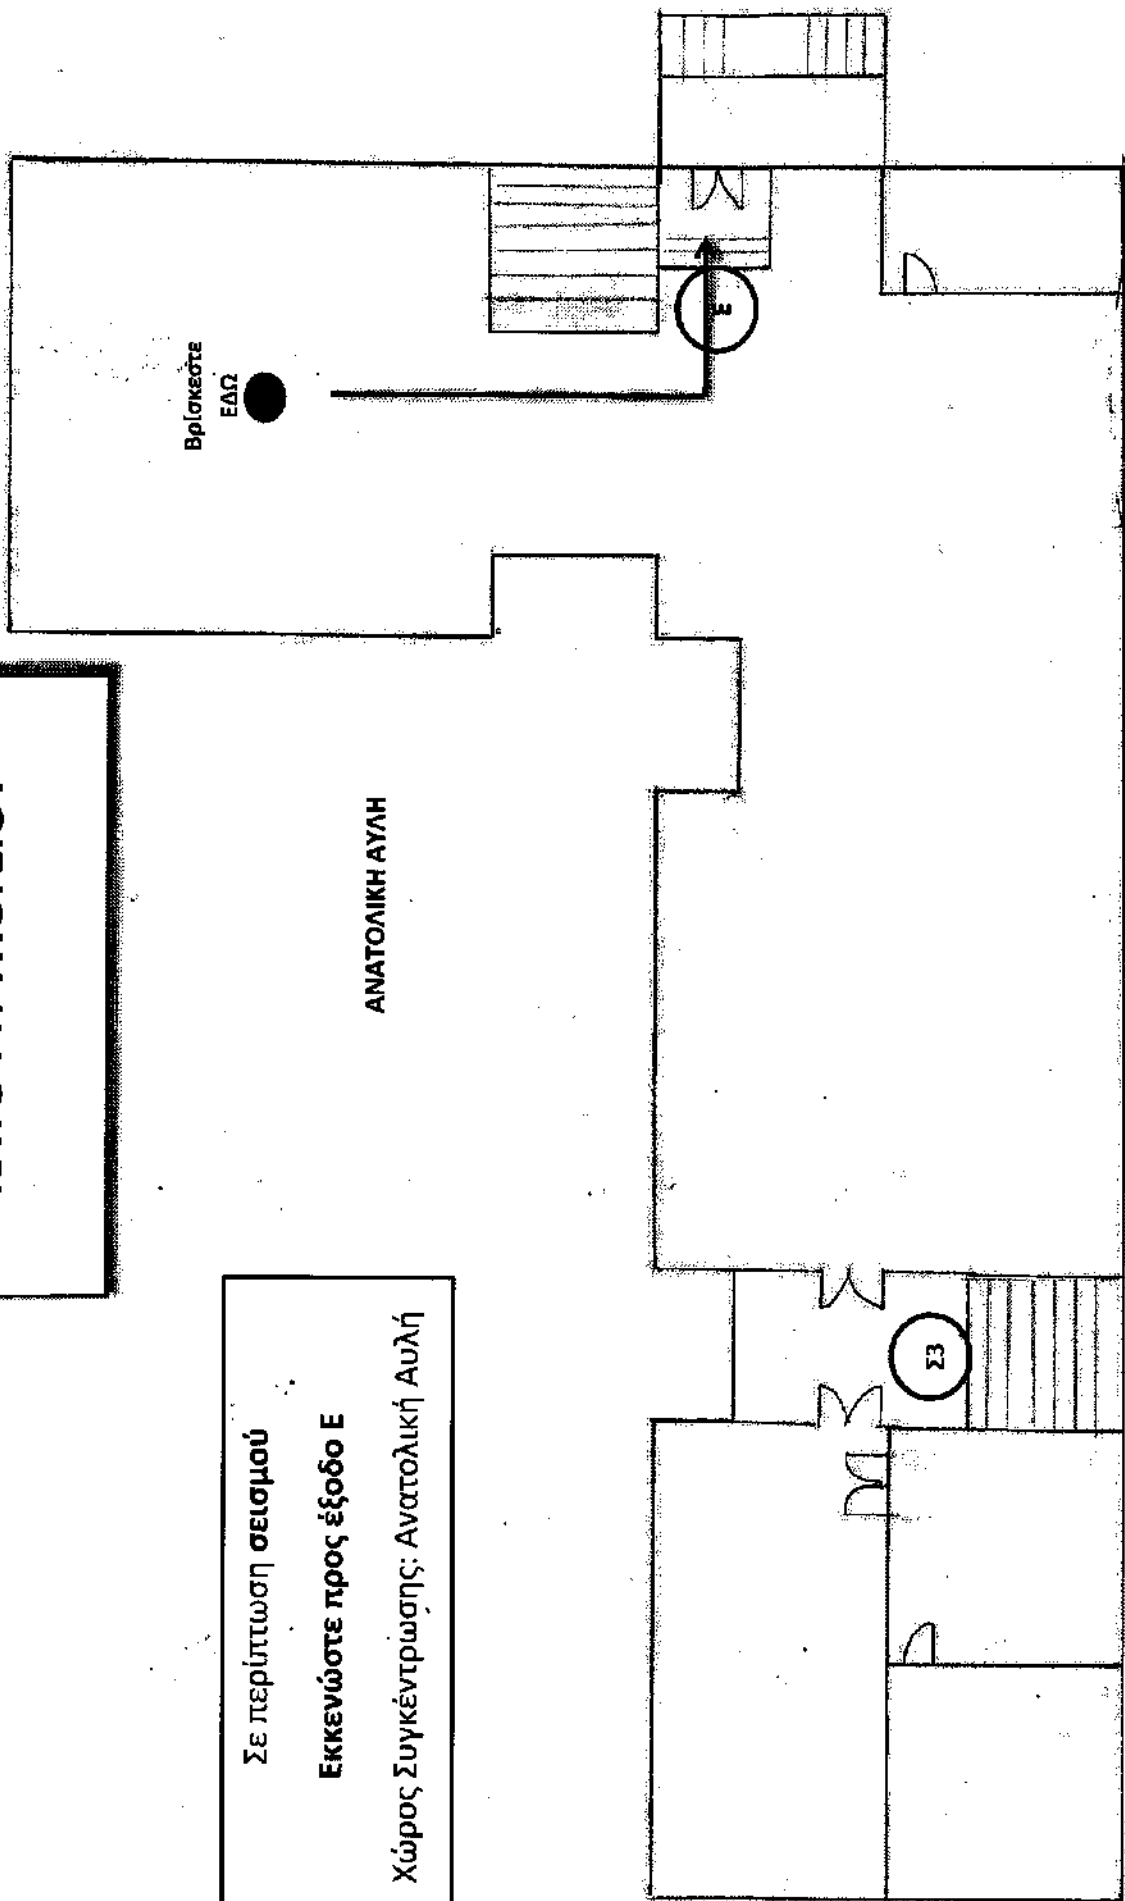 Σε περίπτωση σεισμού
Εκκενώστε προς έξοδο Ε
Χώρος Συγκέντρωσης: Ανατολική Αυλή
ΑΝΑΤΟΛΙΚΗ ΑΥΛΗ
Βρίσκεστε
ΕΔΩ
Σ3
Ε